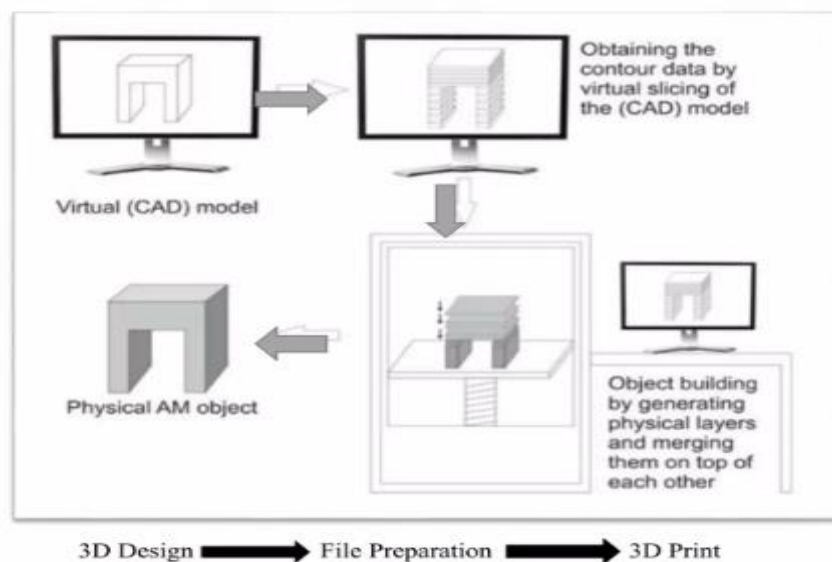 Obtaining the
contour data by
virtual slicing of
the (CAD) model
Virtual (CAD) model
Physical AM object
Object building
by generating
physical layers
and merging
them on top of
each other
3D Design
File Preparation
3D Print